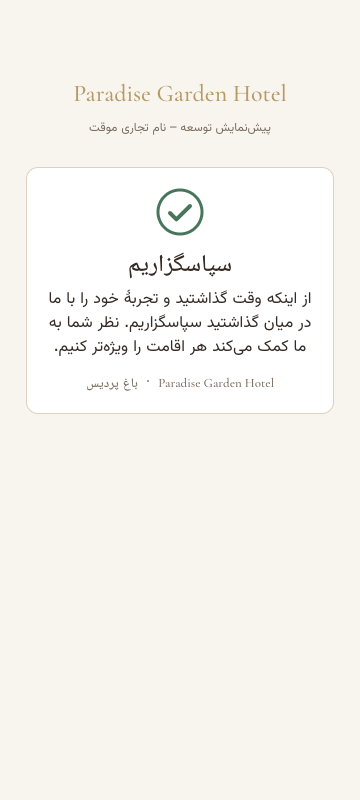 Paradise Garden Hotel
پیش‌نمایش توسعه – نام تجاری موقت
سپاسگزاریم
از اینکه وقت گذاشتید و تجربهٔ خود را با ما
در میان گذاشتید سپاسگزاریم. نظر شما به
ما کمک می‌کند هر اقامت را ویژه‌تر کنیم.
باغ پردیس · Paradise Garden Hotel